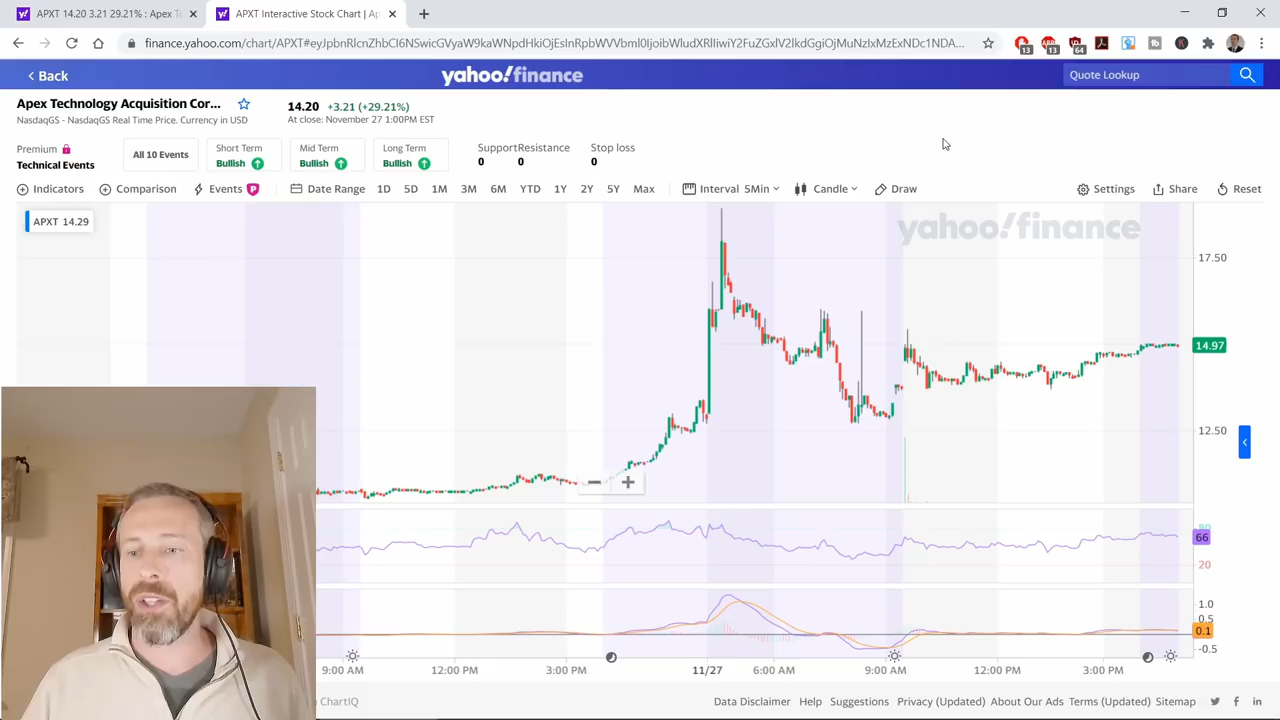 APXT 14.20 3.21 29.21% : Apex T
APXT Interactive Stock Chart | Ap
finance.yahoo.com/chart/APXT
13
13
64
Back
yahoo!finance
Quote Lookup
Apex Technology Acquisition Cor...
14.20 +3.21 (+29.21%)
NasdaqGS - NasdaqGS Real Time Price. Currency in USD
At close: November 27 1:00PM EST
Premium
Technical Events
All 10 Events
Short Term
Bullish
Mid Term
Bullish
Long Term
Bullish
Support
0
Resistance
0
Stop loss
0
Indicators Comparison Events Date Range 1D 5D 1M 3M 6M YTD 1Y 2Y 5Y Max Interval 5Min Candle Draw Settings Share Reset
APXT 14.29
yahoo!finance
17.50
14.97
12.50
80
66
20
1.0
0.5
0.1
-0.5
9:00 AM 12:00 PM 3:00 PM 11/27 6:00 AM 9:00 AM 12:00 PM 3:00 PM
ChartIQ
Data Disclaimer Help Suggestions Privacy (Updated) About Our Ads Terms (Updated) Sitemap